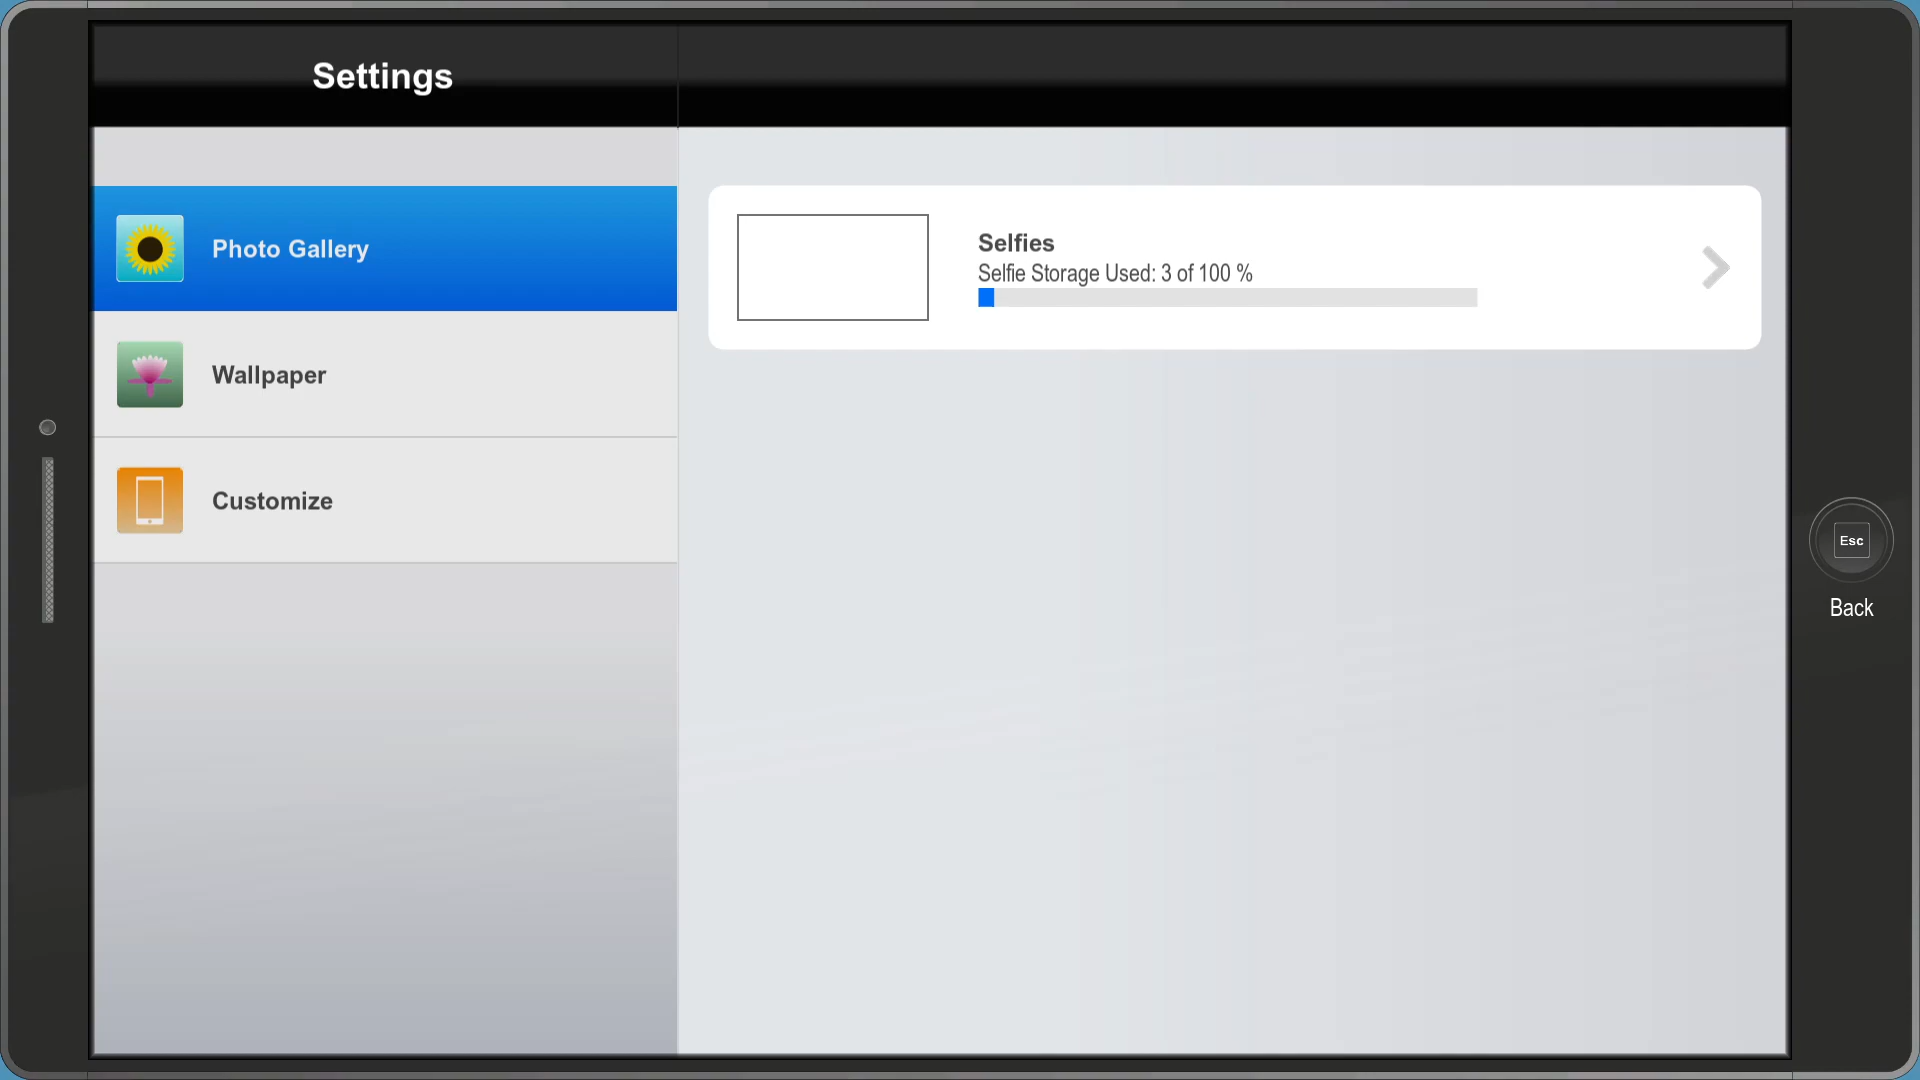 Settings
Photo Gallery
Wallpaper
Customize
Selfies
Selfie Storage Used: 3 of 100 %
Esc
Back